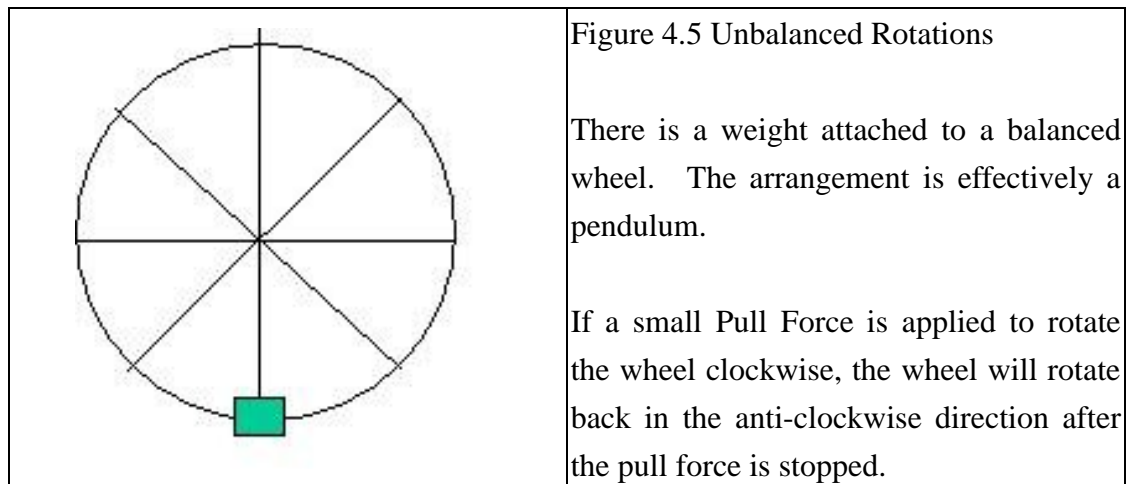 Figure 4.5 Unbalanced Rotations
There is a weight attached to a balanced
wheel. The arrangement is effectively a
pendulum.
If a small Pull Force is applied to rotate
the wheel clockwise, the wheel will rotate
back in the anti-clockwise direction after
the pull force is stopped.